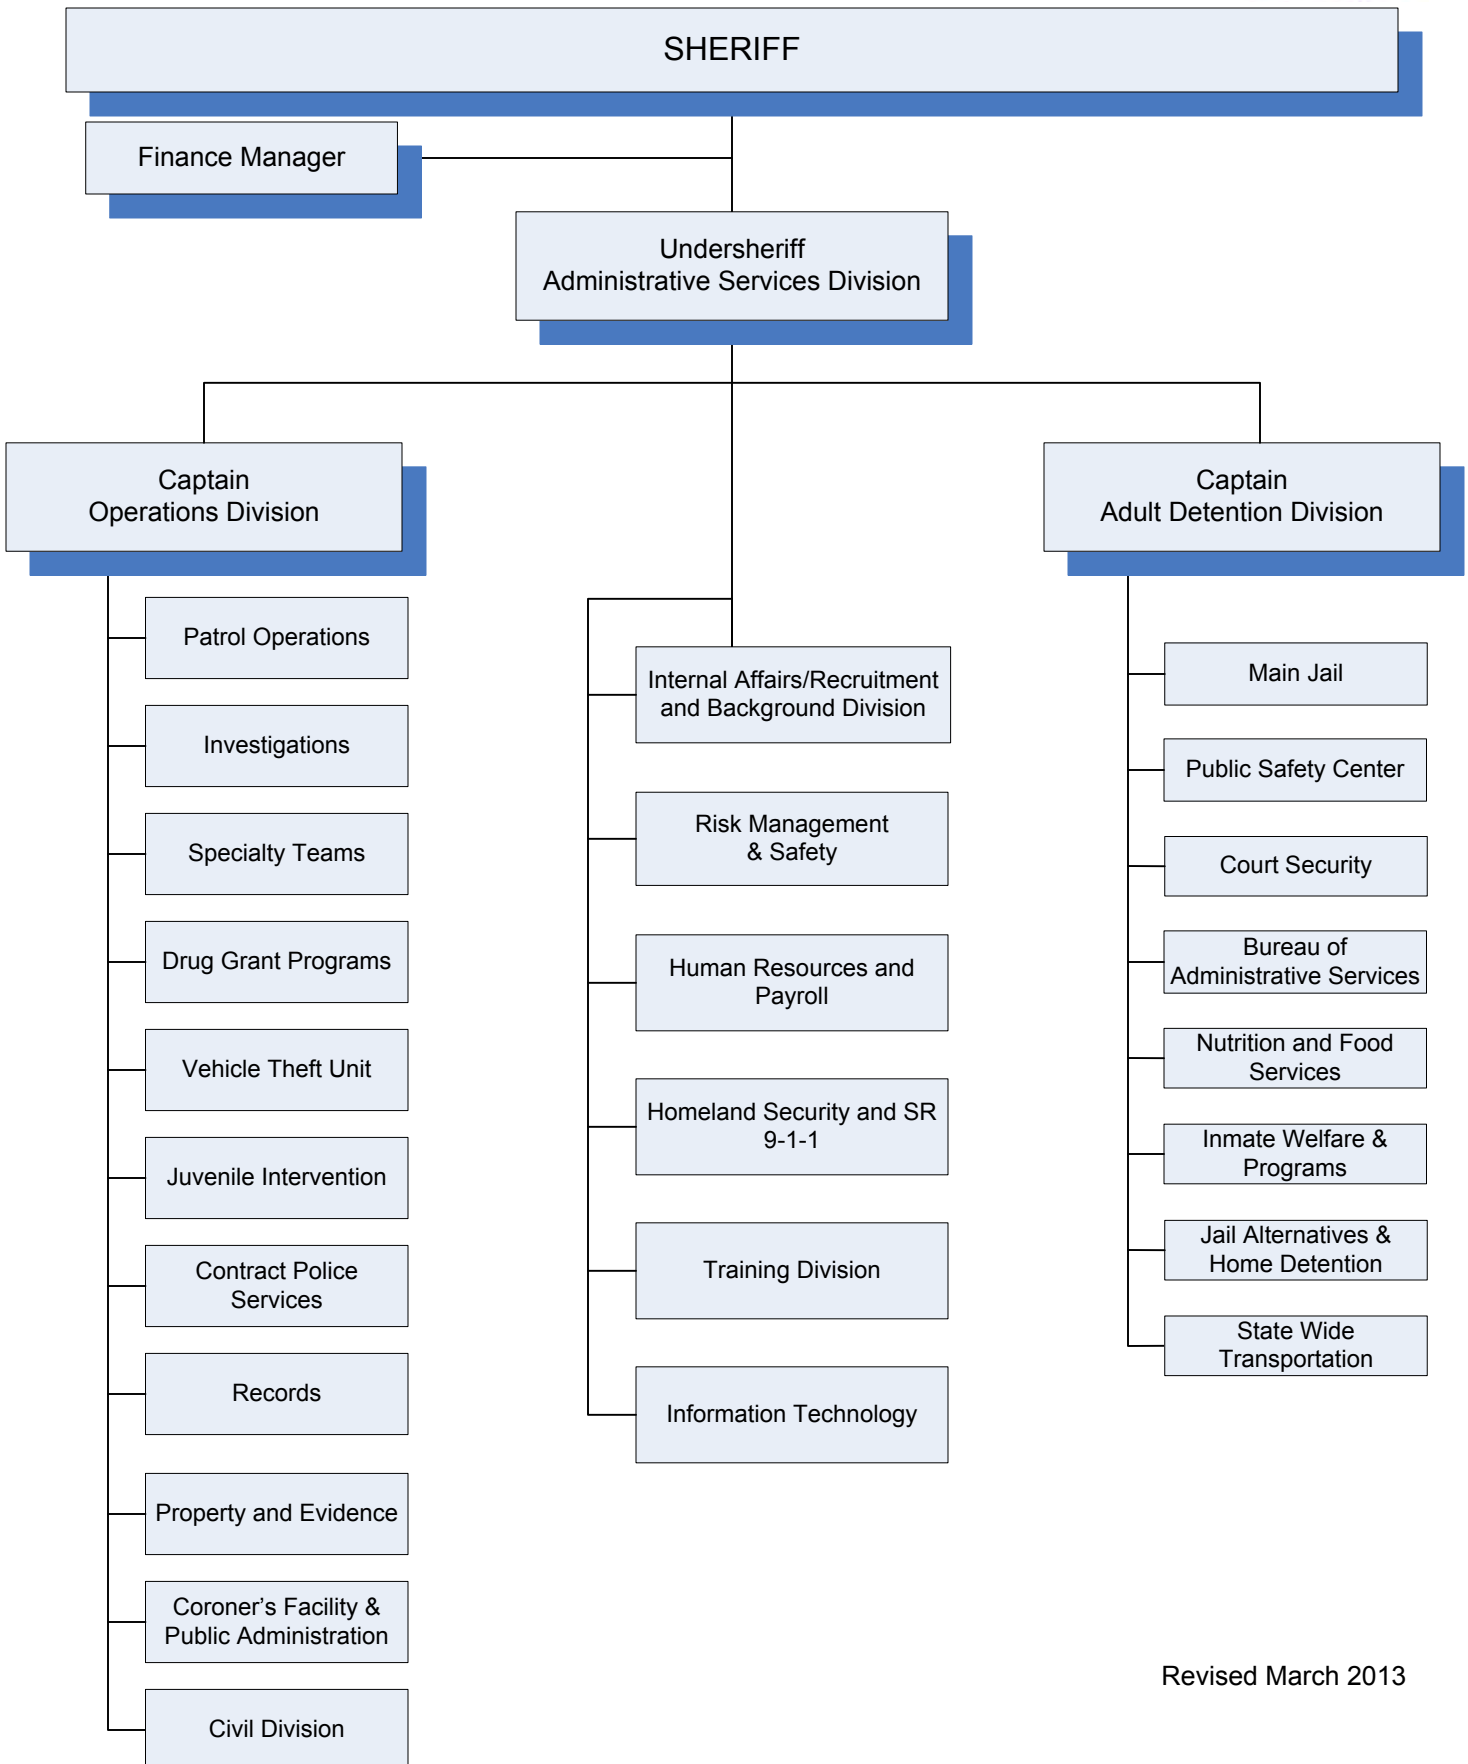 SHERIFF
Finance Manager
Undersheriff
Administrative Services Division
Captain
Operations Division
Patrol Operations
Investigations
Specialty Teams
Drug Grant Programs
Vehicle Theft Unit
Juvenile Intervention
Contract Police
Services
Records
Property and Evidence
Coroner’s Facility &
Public Administration
Civil Division
Internal Affairs/Recruitment
and Background Division
Risk Management
& Safety
Human Resources and
Payroll
Homeland Security and SR
9-1-1
Training Division
Information Technology
Captain
Adult Detention Division
Main Jail
Public Safety Center
Court Security
Bureau of
Administrative Services
Nutrition and Food
Services
Inmate Welfare &
Programs
Jail Alternatives &
Home Detention
State Wide
Transportation
Revised March 2013